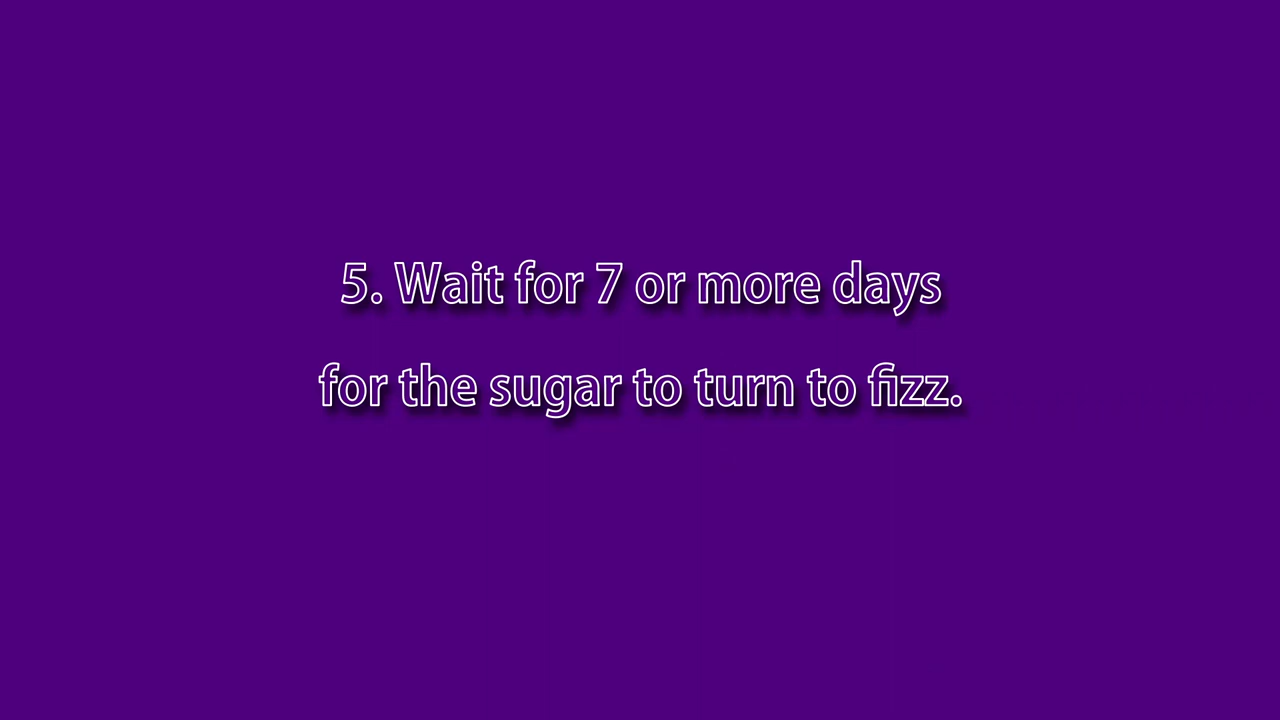 5. Wait for 7 or more days
for the sugar to turn to fizz.